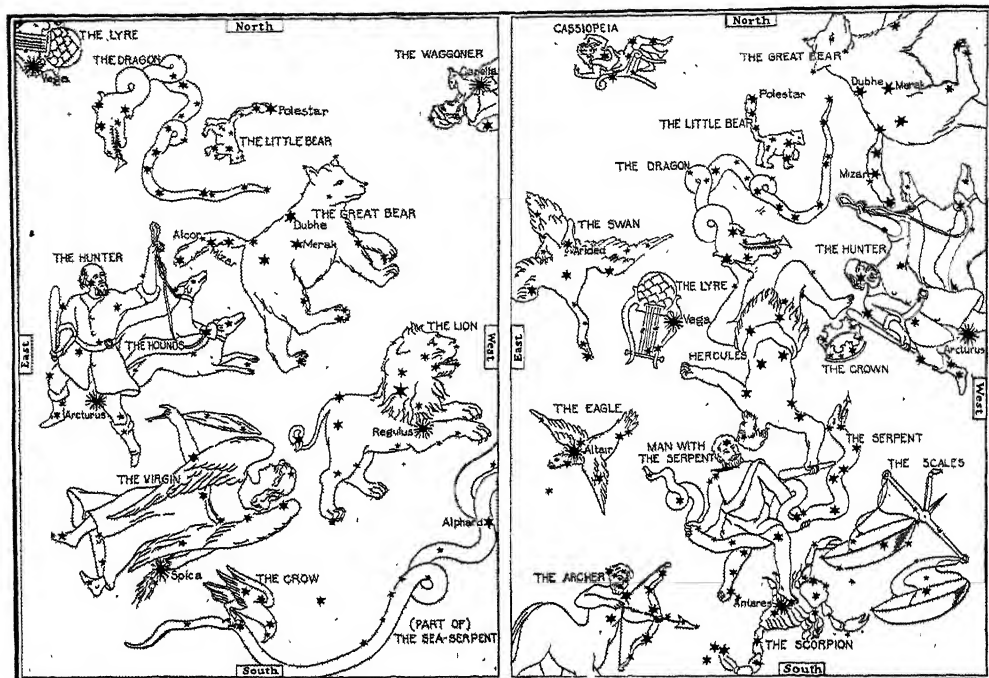 North
THE LYRE
Vega
THE DRAGON
THE WAGGONER
Capella
Polestar
THE LITTLE BEAR
THE GREAT BEAR
Dubhe
Merak
Alcor
Mizar
THE HUNTER
THE HOUNDS
East
West
THE LION
Arcturus
Regulus
THE VIRGIN
Alphard
Spica
THE CROW
(PART OF)
THE SEA-SERPENT
South
North
CASSIOPEIA
THE GREAT BEAR
Dubhe
Merak
Polestar
THE LITTLE BEAR
THE DRAGON
Mizar
THE SWAN
Arided
THE HUNTER
THE LYRE
Vega
East
HERCULES
THE CROWN
Arcturus
West
THE EAGLE
Altair
MAN WITH
THE SERPENT
THE SERPENT
THE SCALES
THE ARCHER
Antares
THE SCORPION
South